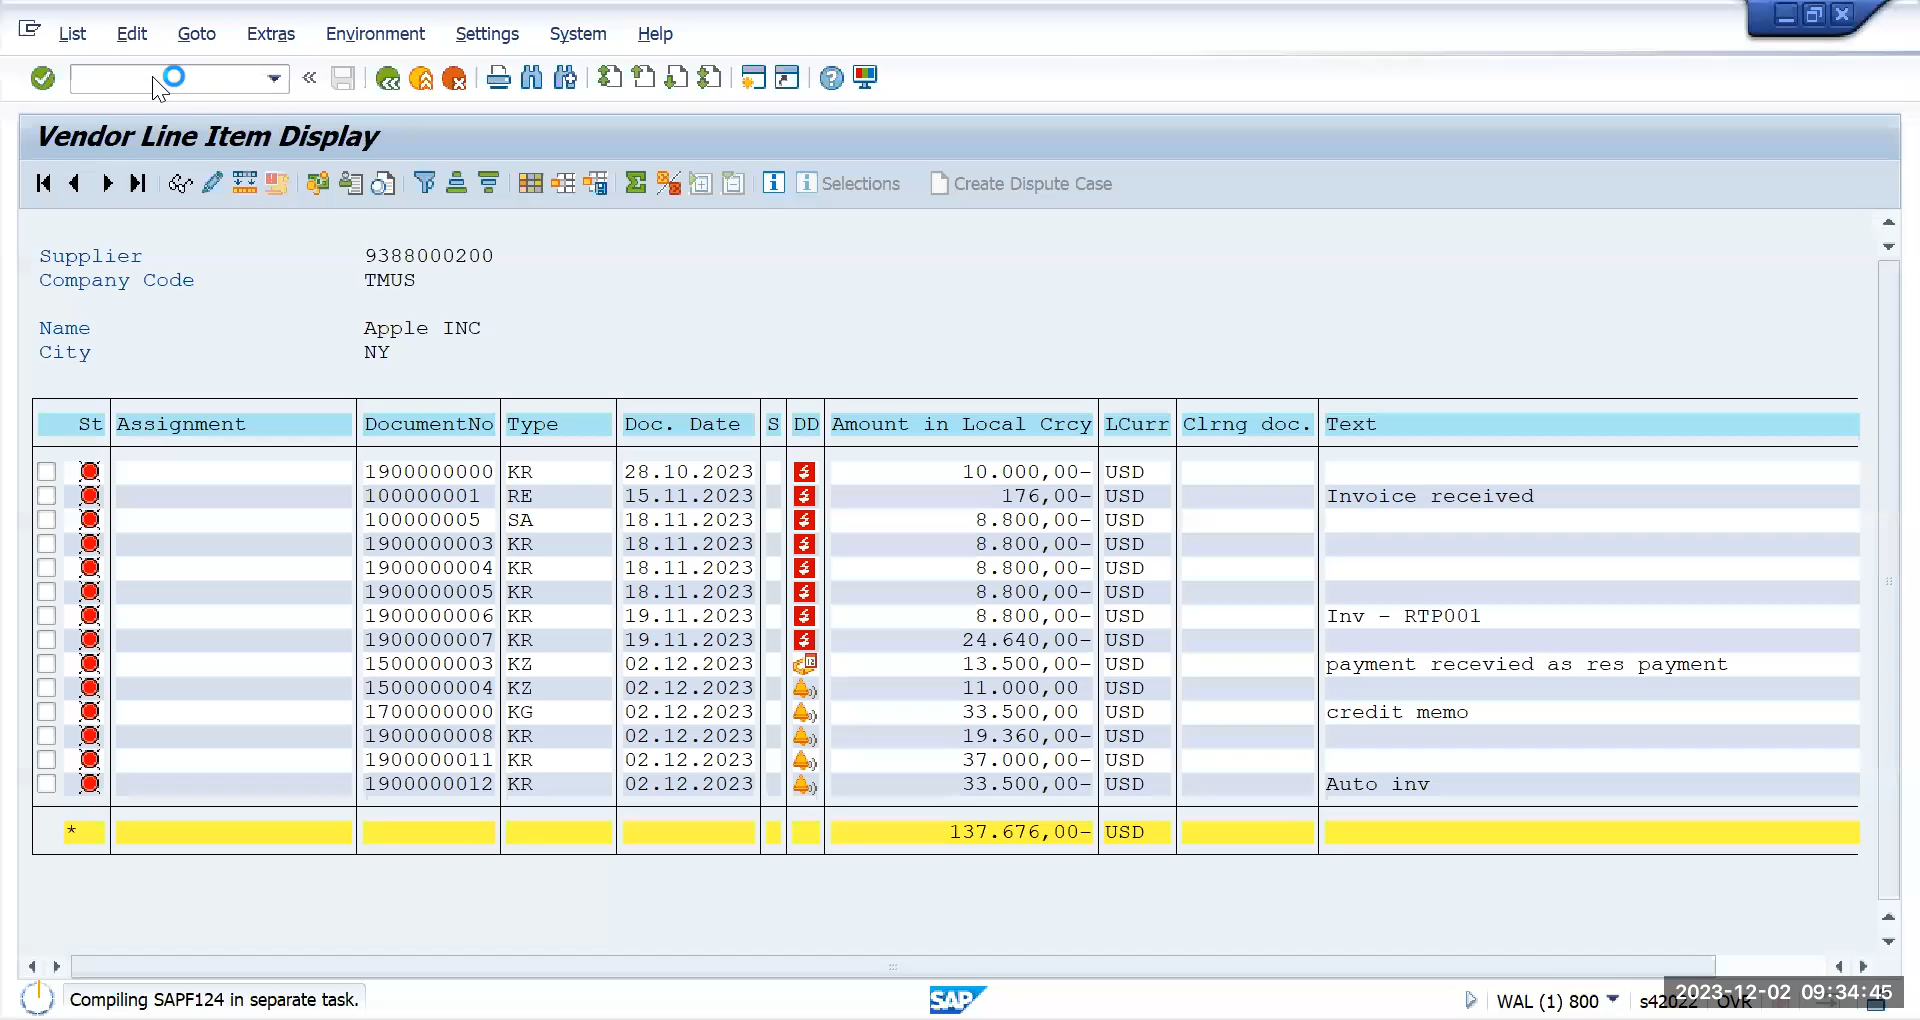 List Edit Goto Extras Environment Settings System Help
Vendor Line Item Display
Selections Create Dispute Case
Supplier 9388000200
Company Code TMUS
Name Apple INC
City NY
St Assignment DocumentNo Type Doc. Date S DD Amount in Local Crcy LCurr Clrng doc. Text
1900000000 KR 28.10.2023 10.000,00- USD
100000001 RE 15.11.2023 176,00- USD Invoice received
100000005 SA 18.11.2023 8.800,00- USD
1900000003 KR 18.11.2023 8.800,00- USD
1900000004 KR 18.11.2023 8.800,00- USD
1900000005 KR 18.11.2023 8.800,00- USD
1900000006 KR 19.11.2023 8.800,00- USD Inv - RTP001
1900000007 KR 19.11.2023 24.640,00- USD
1500000003 KZ 02.12.2023 13.500,00- USD payment recevied as res payment
1500000004 KZ 02.12.2023 11.000,00 USD
1700000000 KG 02.12.2023 33.500,00 USD credit memo
1900000008 KR 02.12.2023 19.360,00- USD
1900000011 KR 02.12.2023 37.000,00- USD
1900000012 KR 02.12.2023 33.500,00- USD Auto inv
* 137.676,00- USD
Compiling SAPF124 in separate task. SAP WAL (1) 800 s42022 OVR
2023-12-02 09:34:45